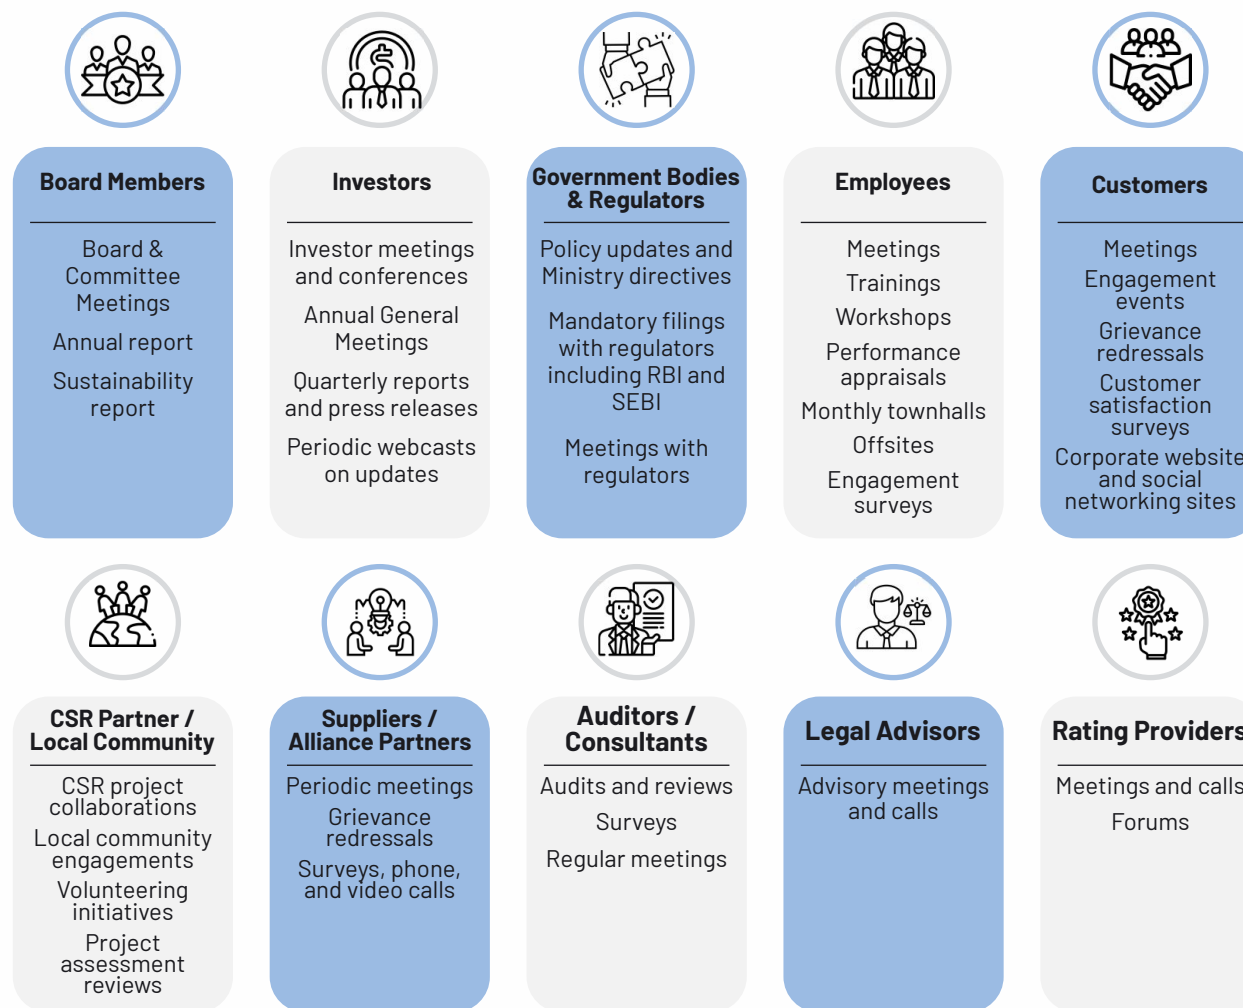 Board Members
Board &
Committee
Meetings
Annual report
Sustainability
report
Investors
Investor meetings
and conferences
Annual General
Meetings
Quarterly reports
and press releases
Periodic webcasts
on updates
Government Bodies
& Regulators
Policy updates and
Ministry directives
Mandatory filings
with regulators
including RBI and
SEBI
Meetings with
regulators
Employees
Meetings
Trainings
Workshops
Performance
appraisals
Monthly townhalls
Offsites
Engagement
surveys
Customers
Meetings
Engagement
events
Grievance
redressals
Customer
satisfaction
surveys
Corporate website
and social
networking sites
CSR Partner /
Local Community
CSR project
collaborations
Local community
engagements
Volunteering
initiatives
Project
assessment
reviews
Suppliers /
Alliance Partners
Periodic meetings
Grievance
redressals
Surveys, phone,
and video calls
Auditors /
Consultants
Audits and reviews
Surveys
Regular meetings
Legal Advisors
Advisory meetings
and calls
Rating Providers
Meetings and calls
Forums